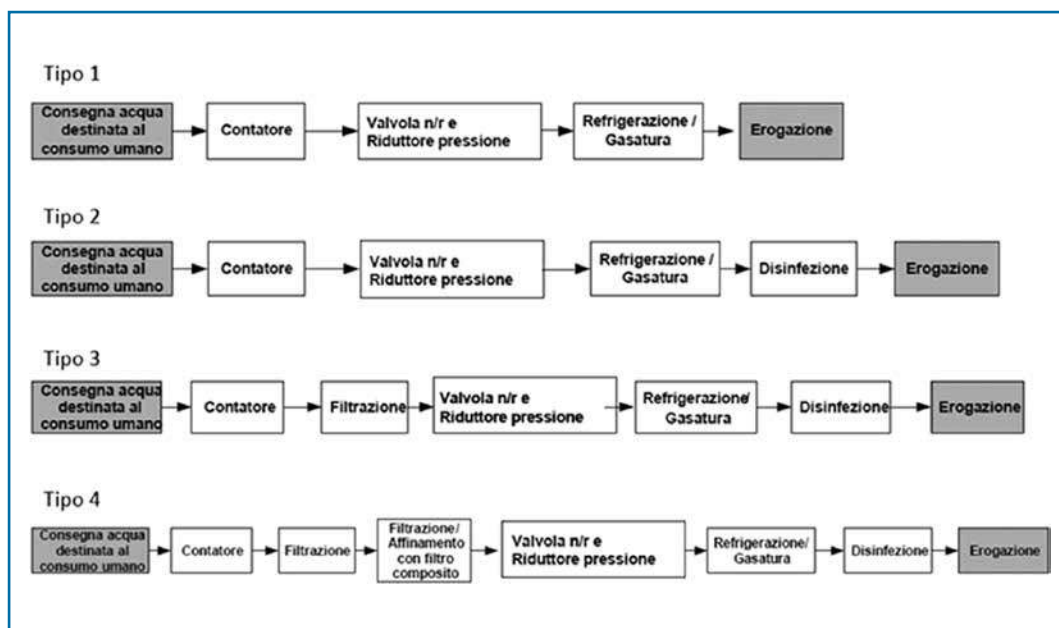 Tipo 1
Consegna acqua
destinata al
consumo umano
Contatore
Valvola n/r e
Riduttore pressione
Refrigerazione /
Gasatura
Erogazione
Tipo 2
Consegna acqua
destinata al
consumo umano
Contatore
Valvola n/r e
Riduttore pressione
Refrigerazione /
Gasatura
Disinfezione
Erogazione
Tipo 3
Consegna acqua
destinata al
consumo umano
Contatore
Filtrazione
Valvola n/r e
Riduttore pressione
Refrigerazione/
Gasatura
Disinfezione
Erogazione
Tipo 4
Consegna acqua
destinata al
consumo umano
Contatore
Filtrazione
Filtrazione/
Affinamento
con filtro
composito
Valvola n/r e
Riduttore pressione
Refrigerazione/
Gasatura
Disinfezione
Erogazione